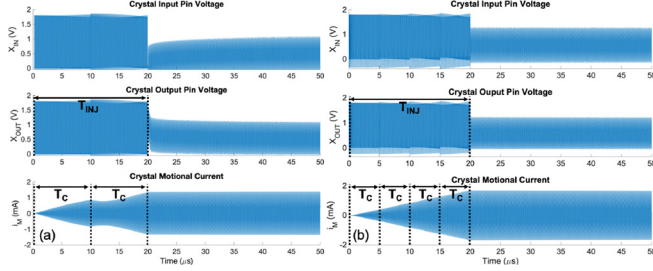 Crystal Input Pin Voltage
2
X_IN (V)
1
0
0 5 10 15 20 25 30 35 40 45 50
Crystal Output Pin Voltage
2
1.5
X_OUT (V)
1
0.5
0
T_INJ
0 5 10 15 20 25 30 35 40 45 50
Crystal Motional Current
2
i_M (mA)
0
-2
T_C T_C
(a)
0 5 10 15 20 25 30 35 40 45 50
Time (μs)
Crystal Input Pin Voltage
2
X_IN (V)
1
0
0 5 10 15 20 25 30 35 40 45 50
Crystal Ouput Pin Voltage
2
X_OUT (V)
1
0
T_INJ
0 5 10 15 20 25 30 35 40 45 50
Crystal Motional Current
2
i_M (mA)
0
-2
T_C T_C T_C T_C
(b)
0 5 10 15 20 25 30 35 40 45 50
Time (μs)